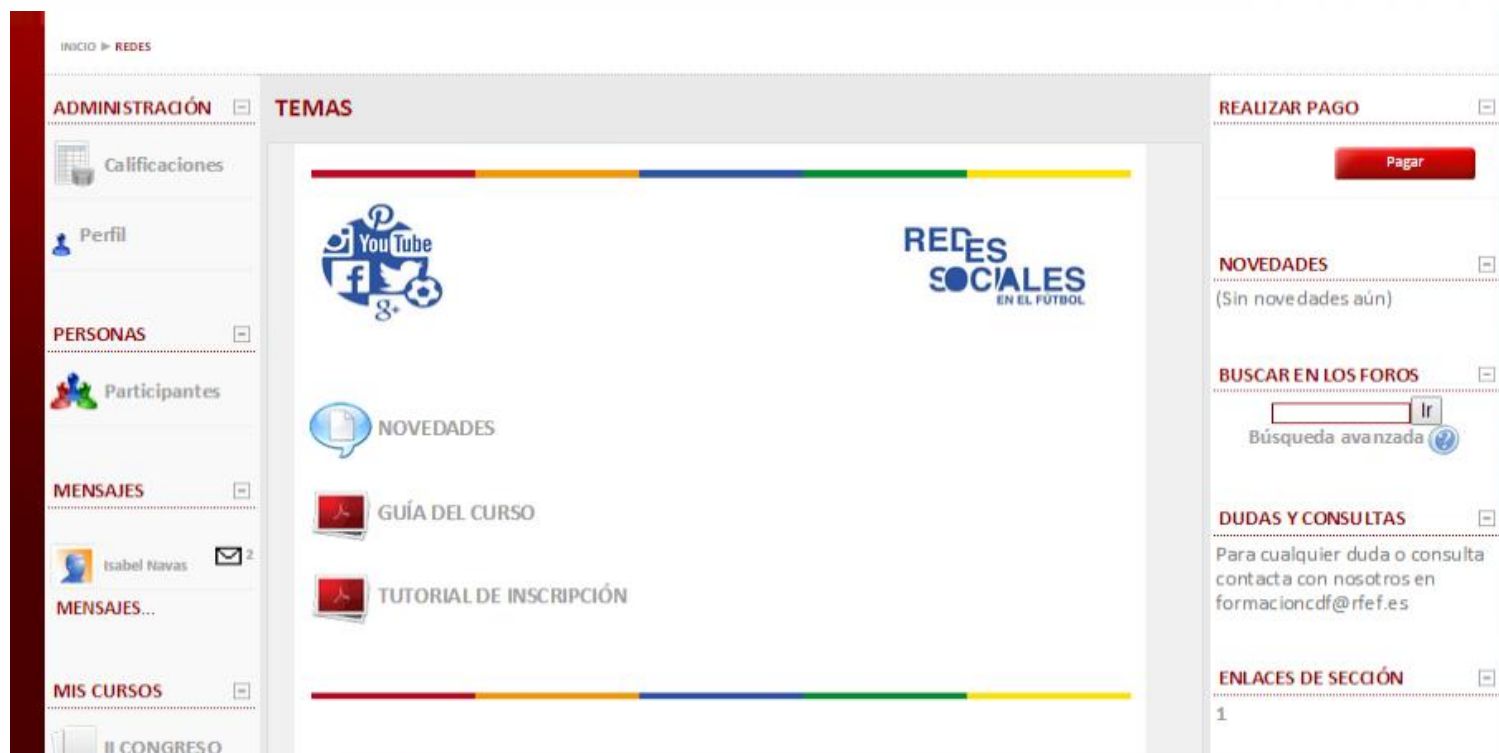 INICIO ► REDES
ADMINISTRACIÓN
Calificaciones
Perfil
PERSONAS
Participantes
MENSAJES
Isabel Navas 2
MENSAJES...
MIS CURSOS
II CONGRESO
TEMAS
You Tube
8+
REDES
SOCIALES
EN EL FÚTBOL
NOVEDADES
GUÍA DEL CURSO
TUTORIAL DE INSCRIPCIÓN
REALIZAR PAGO
Pagar
NOVEDADES
(Sin novedades aún)
BUSCAR EN LOS FOROS
Ir
Búsqueda avanzada
DUDAS Y CONSULTAS
Para cualquier duda o consulta
contacta con nosotros en
formacioncdf@rfef.es
ENLACES DE SECCIÓN
1